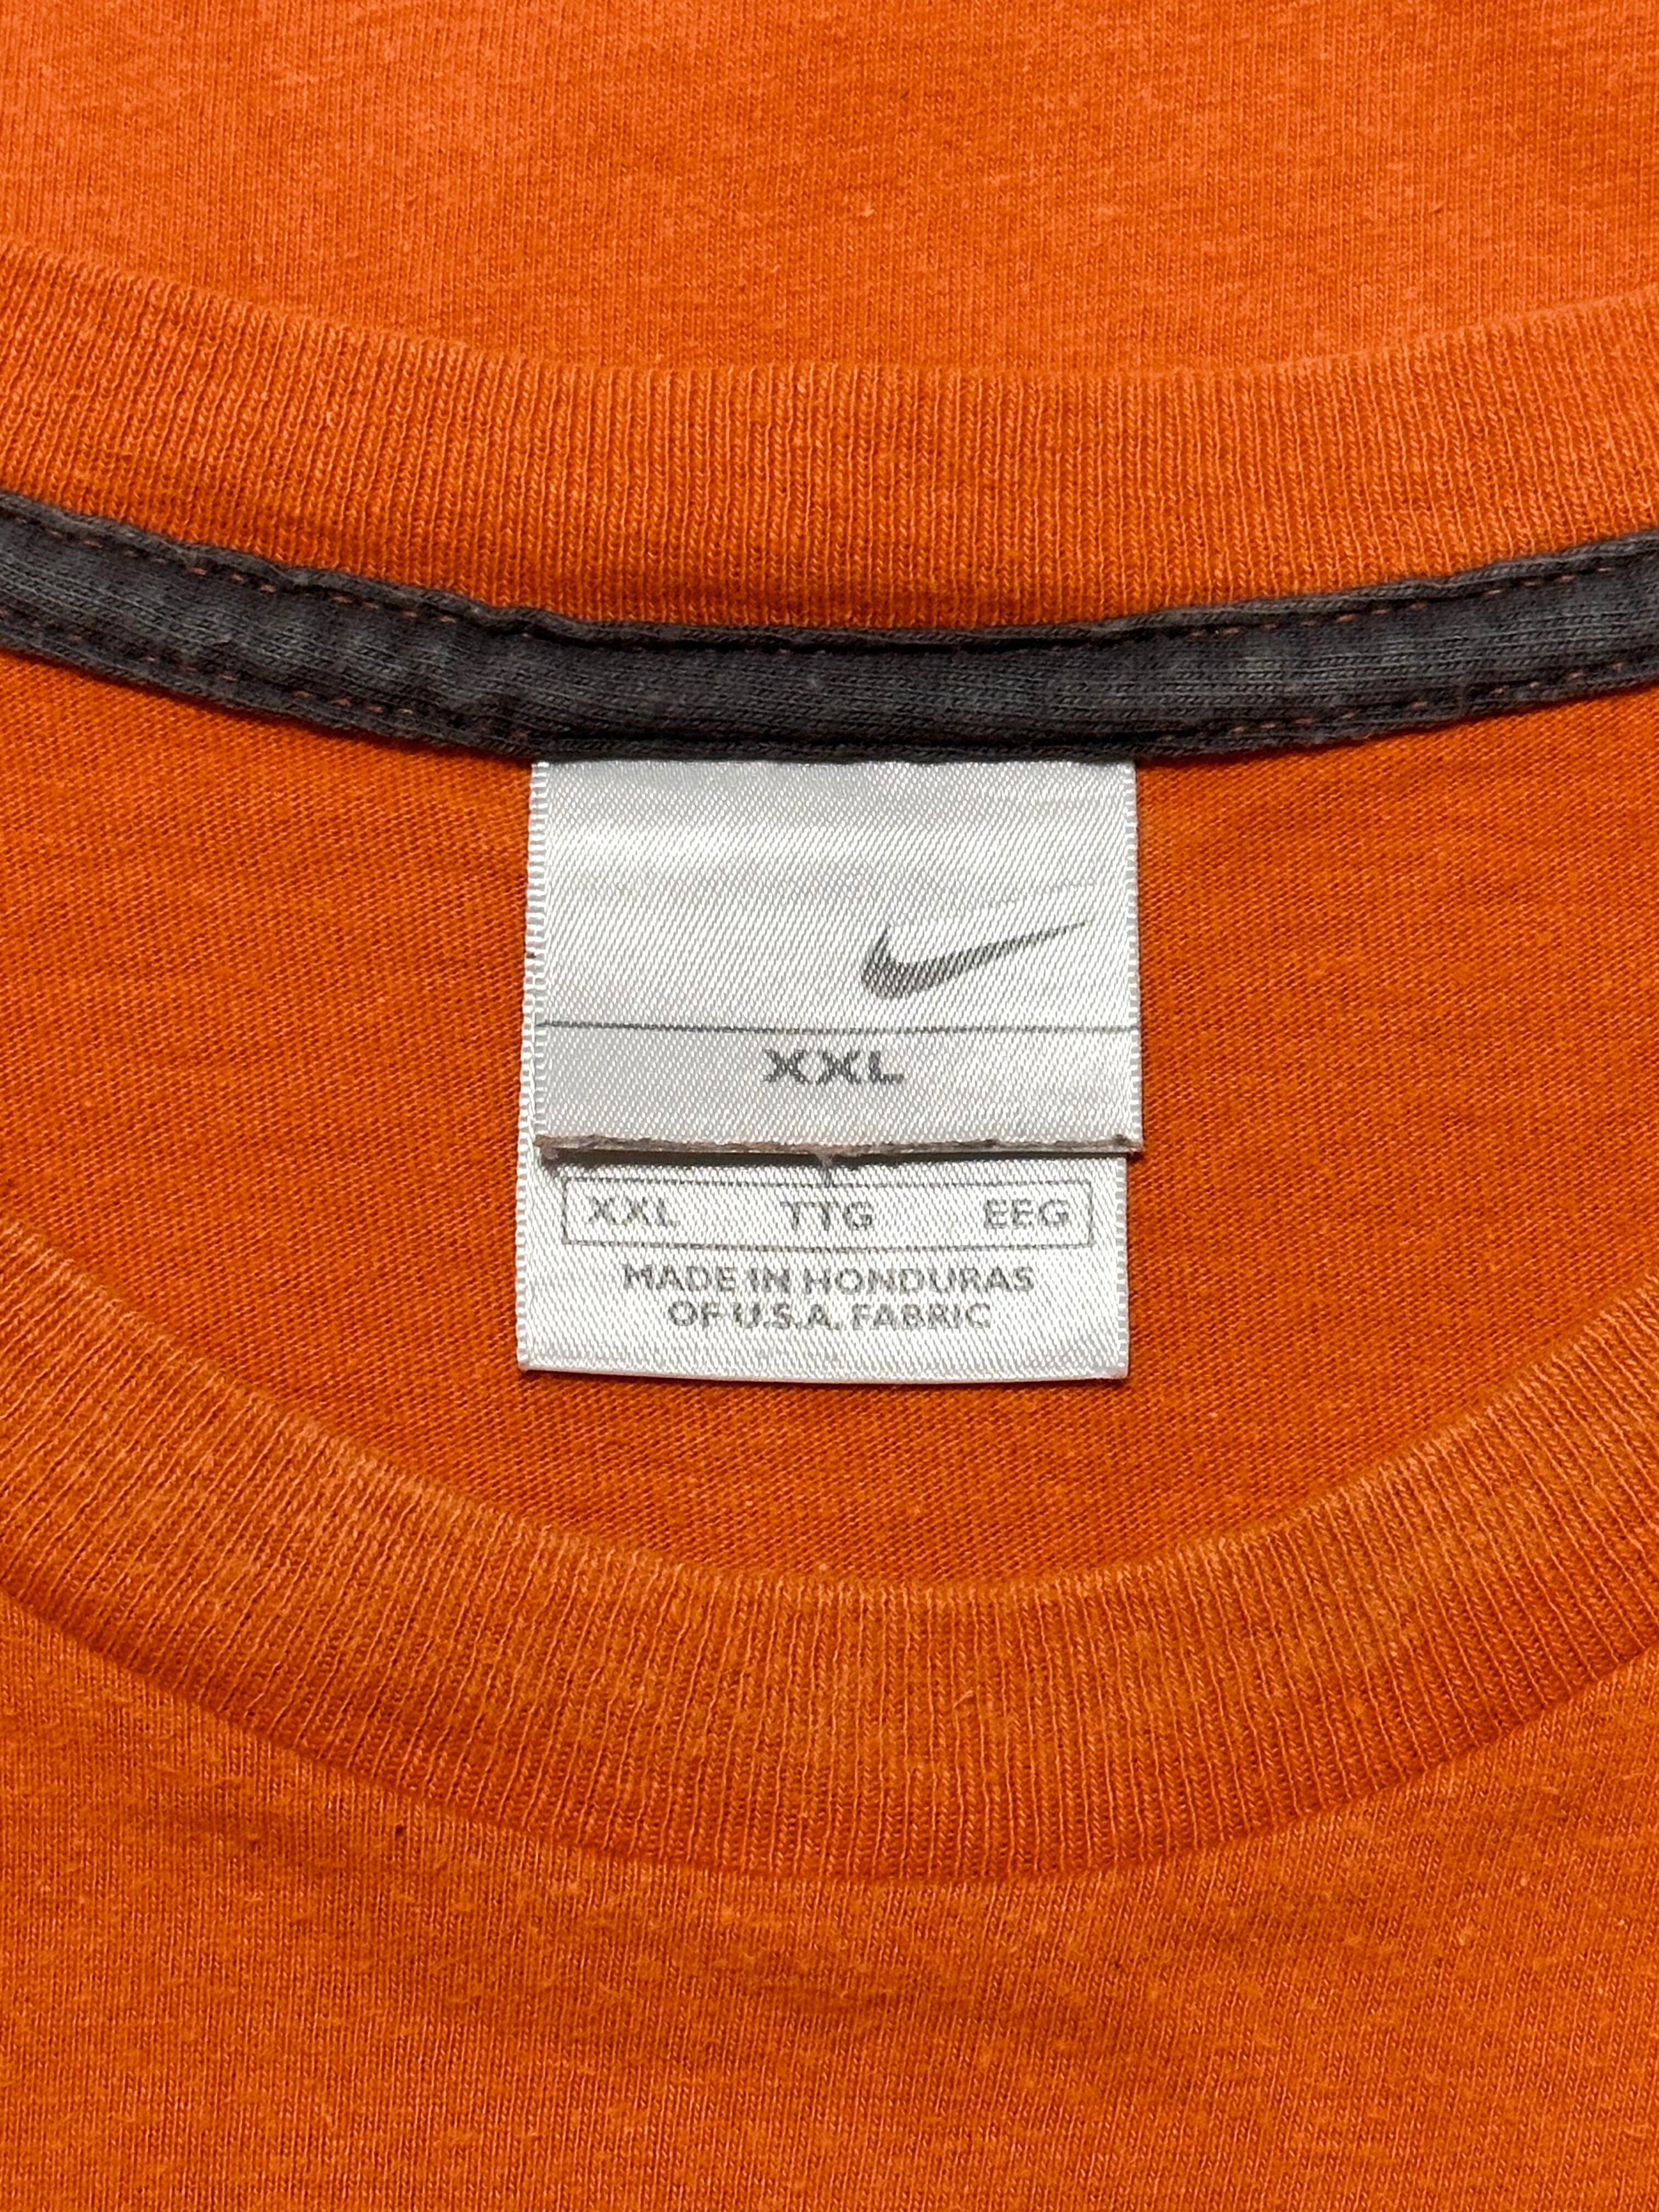 XXL
XXL TTG EEG
MADE IN HONDURAS
OF U.S.A. FABRIC